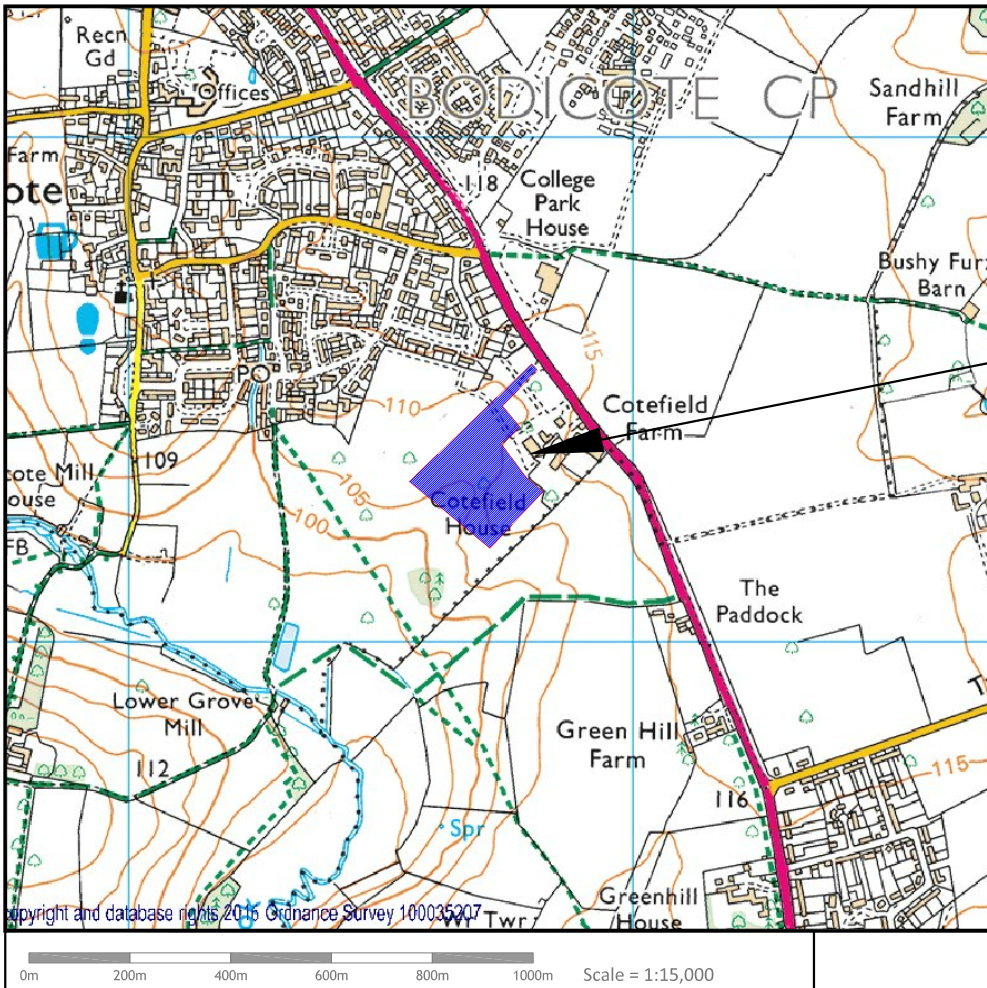 Recn
Gd
Offices
BODICOTE CP
Sandhill
Farm
Farm
ote
118
College
Park
House
Bushy Fur
Barn
115
PO
110
Cotefield
Farm
109
cote Mill
ouse
105
100
Cotefield
House
FB
The
Paddock
Lower Grove
Mill
Green Hill
Farm
112
115
116
Spr
Greenhill
House
opyright and database rights 2015 Ordnance Survey 100035207
Wr Twr
0m 200m 400m 600m 800m 1000m Scale = 1:15,000